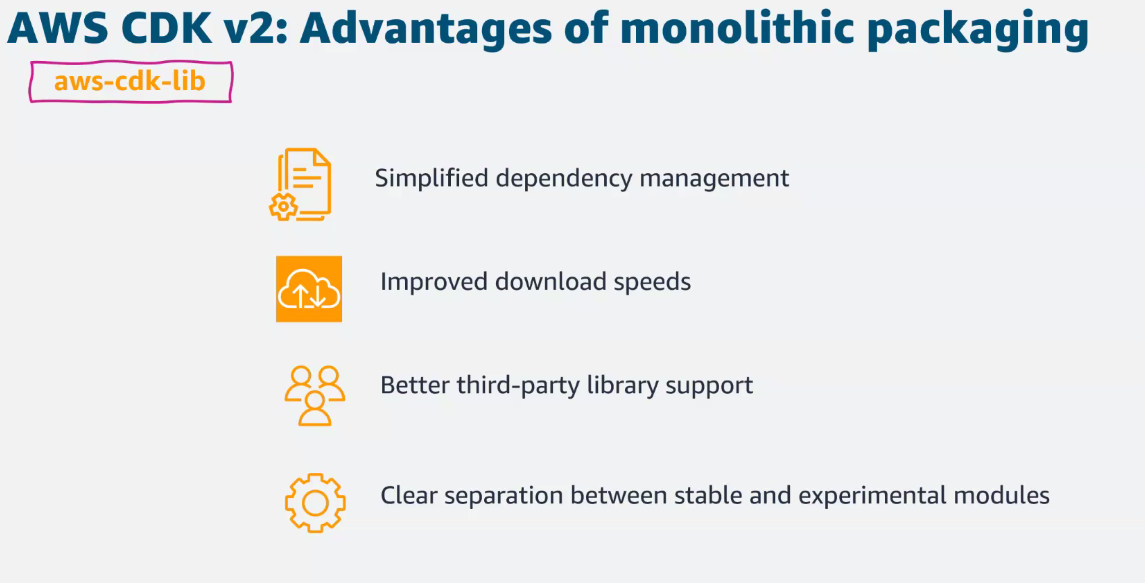 AWS CDK v2: Advantages of monolithic packaging
aws-cdk-lib
Simplified dependency management
Improved download speeds
Better third-party library support
Clear separation between stable and experimental modules